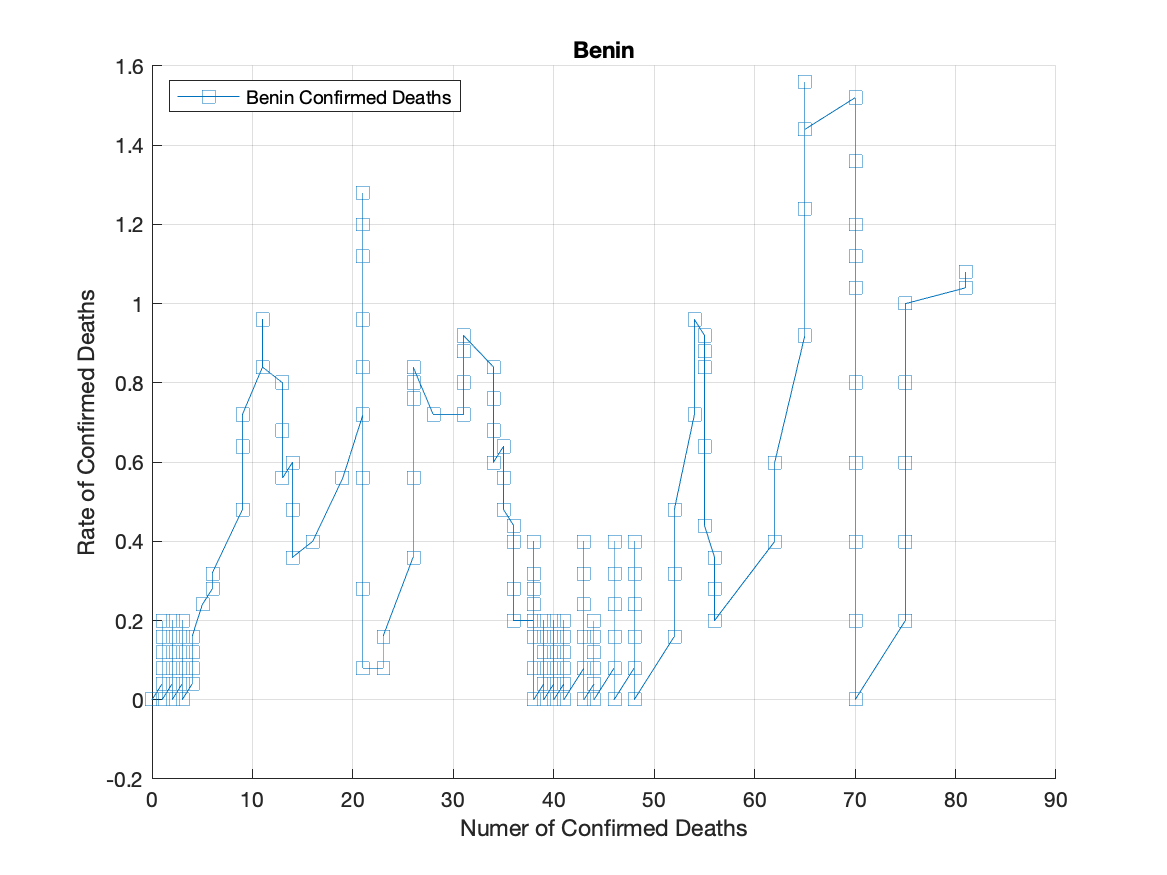 Benin
Benin Confirmed Deaths
Rate of Confirmed Deaths
1.6
1.4
1.2
1
0.8
0.6
0.4
0.2
0
-0.2
0 10 20 30 40 50 60 70 80 90
Numer of Confirmed Deaths